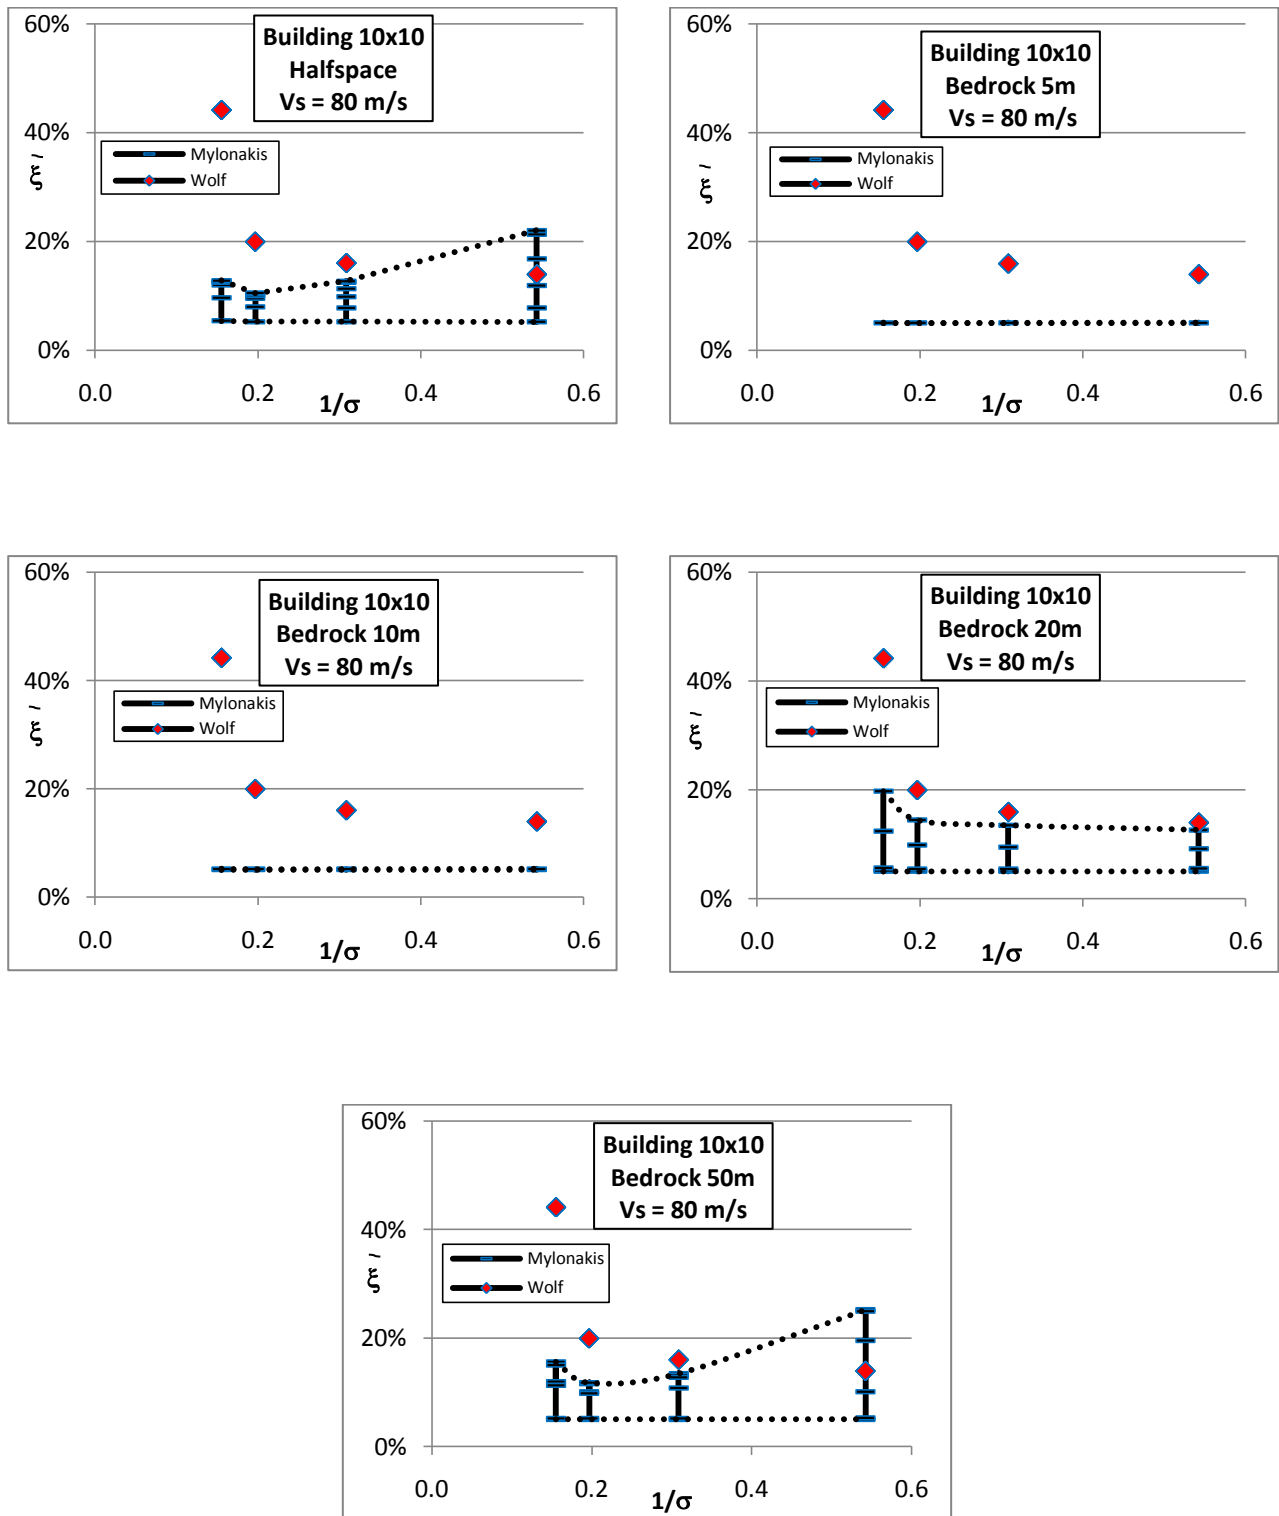 60%
Building 10x10
Halfspace
Vs = 80 m/s
40%
Mylonakis
Wolf
ξ~
20%
0%
0.0 0.2 0.4 0.6
1/σ
60%
Building 10x10
Bedrock 5m
Vs = 80 m/s
40%
Mylonakis
Wolf
ξ~
20%
0%
0.0 0.2 0.4 0.6
1/σ
60%
Building 10x10
Bedrock 10m
Vs = 80 m/s
40%
Mylonakis
Wolf
ξ~
20%
0%
0.0 0.2 0.4 0.6
1/σ
60%
Building 10x10
Bedrock 20m
Vs = 80 m/s
40%
Mylonakis
Wolf
ξ~
20%
0%
0.0 0.2 0.4 0.6
1/σ
60%
Building 10x10
Bedrock 50m
Vs = 80 m/s
40%
Mylonakis
Wolf
ξ~
20%
0%
0.0 0.2 0.4 0.6
1/σ